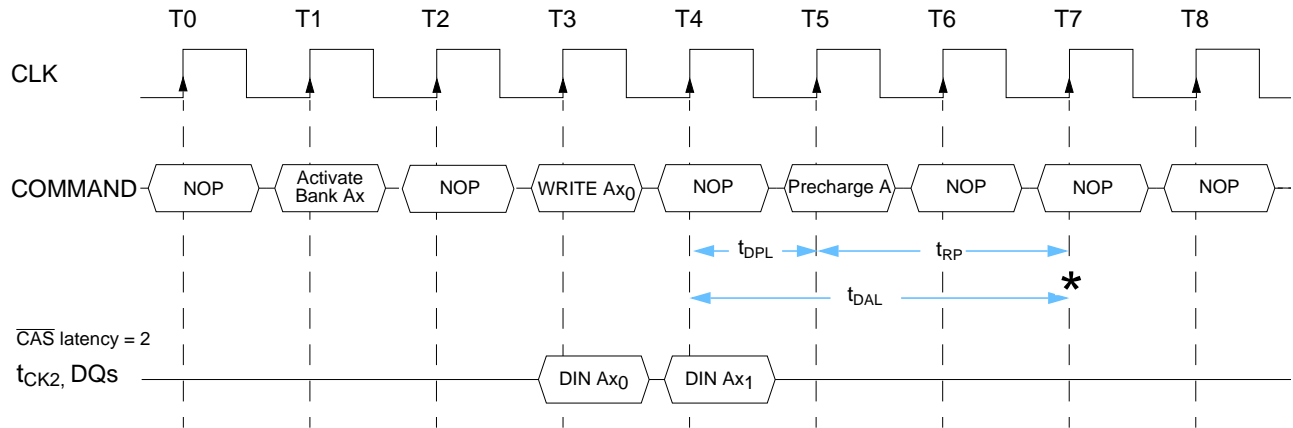 T0 T1 T2 T3 T4 T5 T6 T7 T8
CLK
COMMAND NOP Activate Bank Ax NOP WRITE Ax0 NOP Precharge A NOP NOP NOP
tDPL tRP
tDAL *
CAS latency = 2
tCK2, DQs DIN Ax0 DIN Ax1